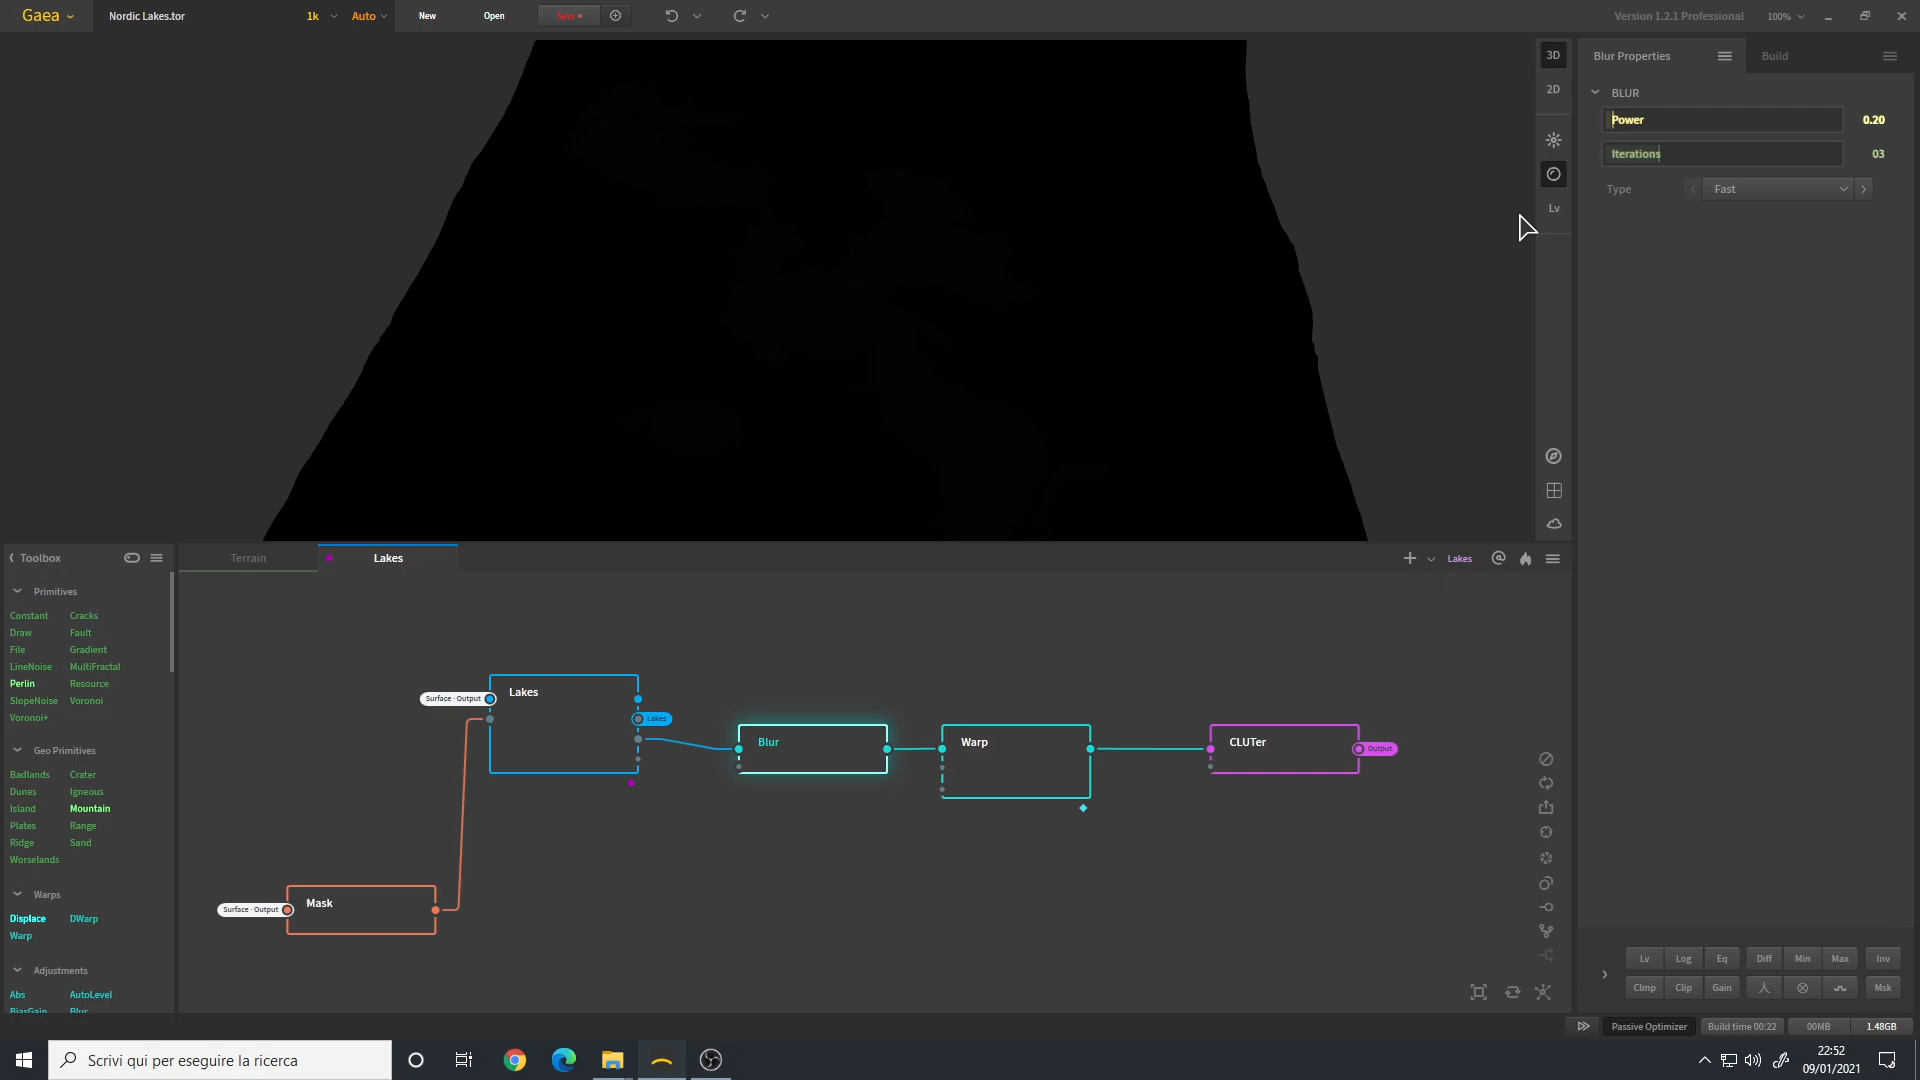 Gaea
Nordic Lakes.tor
1k
Auto
New
Open
Save
Version 1.2.1 Professional
100%
3D
2D
Lv
Blur Properties
Build
BLUR
Power
0.20
Iterations
03
Type
Fast
Toolbox
Terrain
Lakes
Lakes
Primitives
Constant
Cracks
Draw
Fault
File
Gradient
LineNoise
MultiFractal
Perlin
Resource
SlopeNoise
Voronoi
Voronoi+
Geo Primitives
Badlands
Crater
Dunes
Igneous
Island
Mountain
Plates
Range
Ridge
Sand
Worselands
Warps
Displace
DWarp
Warp
Adjustments
Abs
AutoLevel
BiasGain
Blur
Surface · Output
Lakes
Lakes
Blur
Warp
CLUTer
Output
Surface · Output
Mask
Lv
Log
Eq
Diff
Min
Max
Inv
Clmp
Clip
Gain
Msk
Passive Optimizer
Build time 00:22
00MB
1.48GB
Scrivi qui per eseguire la ricerca
22:52
09/01/2021